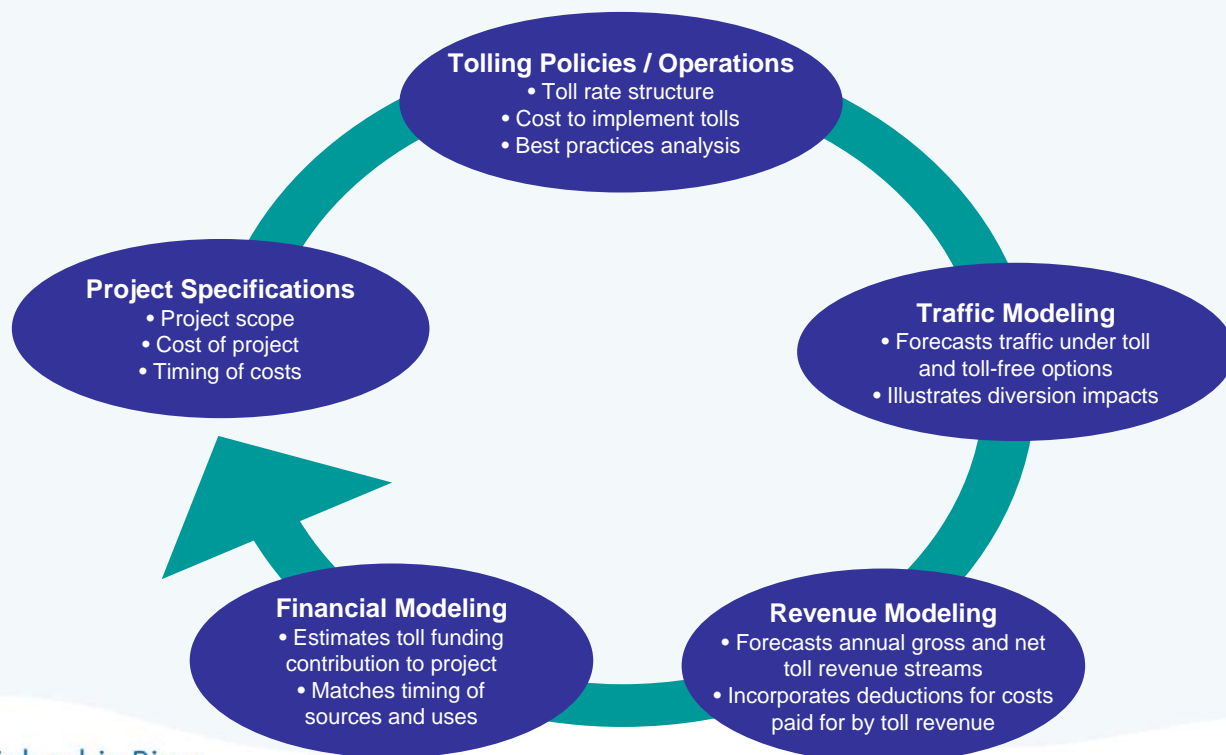 Tolling Policies / Operations
• Toll rate structure
• Cost to implement tolls
• Best practices analysis
Project Specifications
• Project scope
• Cost of project
• Timing of costs
Traffic Modeling
• Forecasts traffic under toll
and toll-free options
• Illustrates diversion impacts
Financial Modeling
• Estimates toll funding
contribution to project
• Matches timing of
sources and uses
Revenue Modeling
• Forecasts annual gross and net
toll revenue streams
• Incorporates deductions for costs
paid for by toll revenue